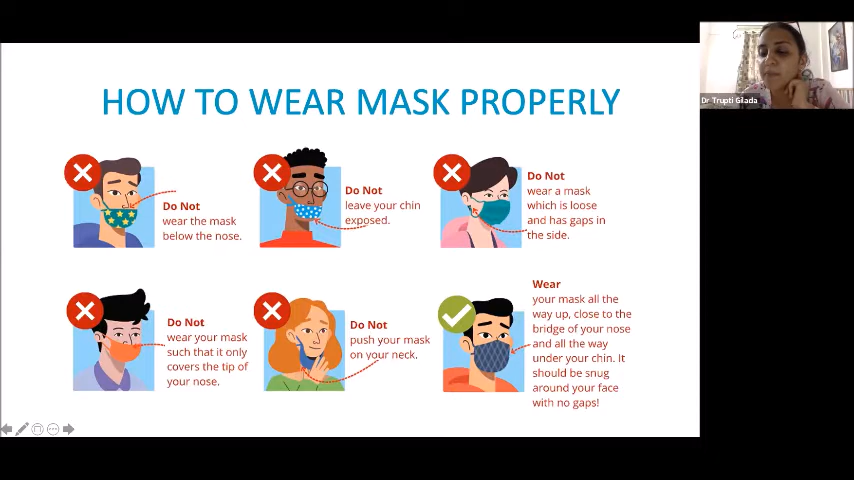 Dr Trupti Gilada
HOW TO WEAR MASK PROPERLY
Do Not
wear the mask
below the nose.
Do Not
leave your chin
exposed.
Do Not
wear a mask
which is loose
and has gaps in
the side.
Do Not
wear your mask
such that it only
covers the tip of
your nose.
Do Not
push your mask
on your neck.
Wear
your mask all the
way up, close to the
bridge of your nose
and all the way
under your chin. It
should be snug
around your face
with no gaps!